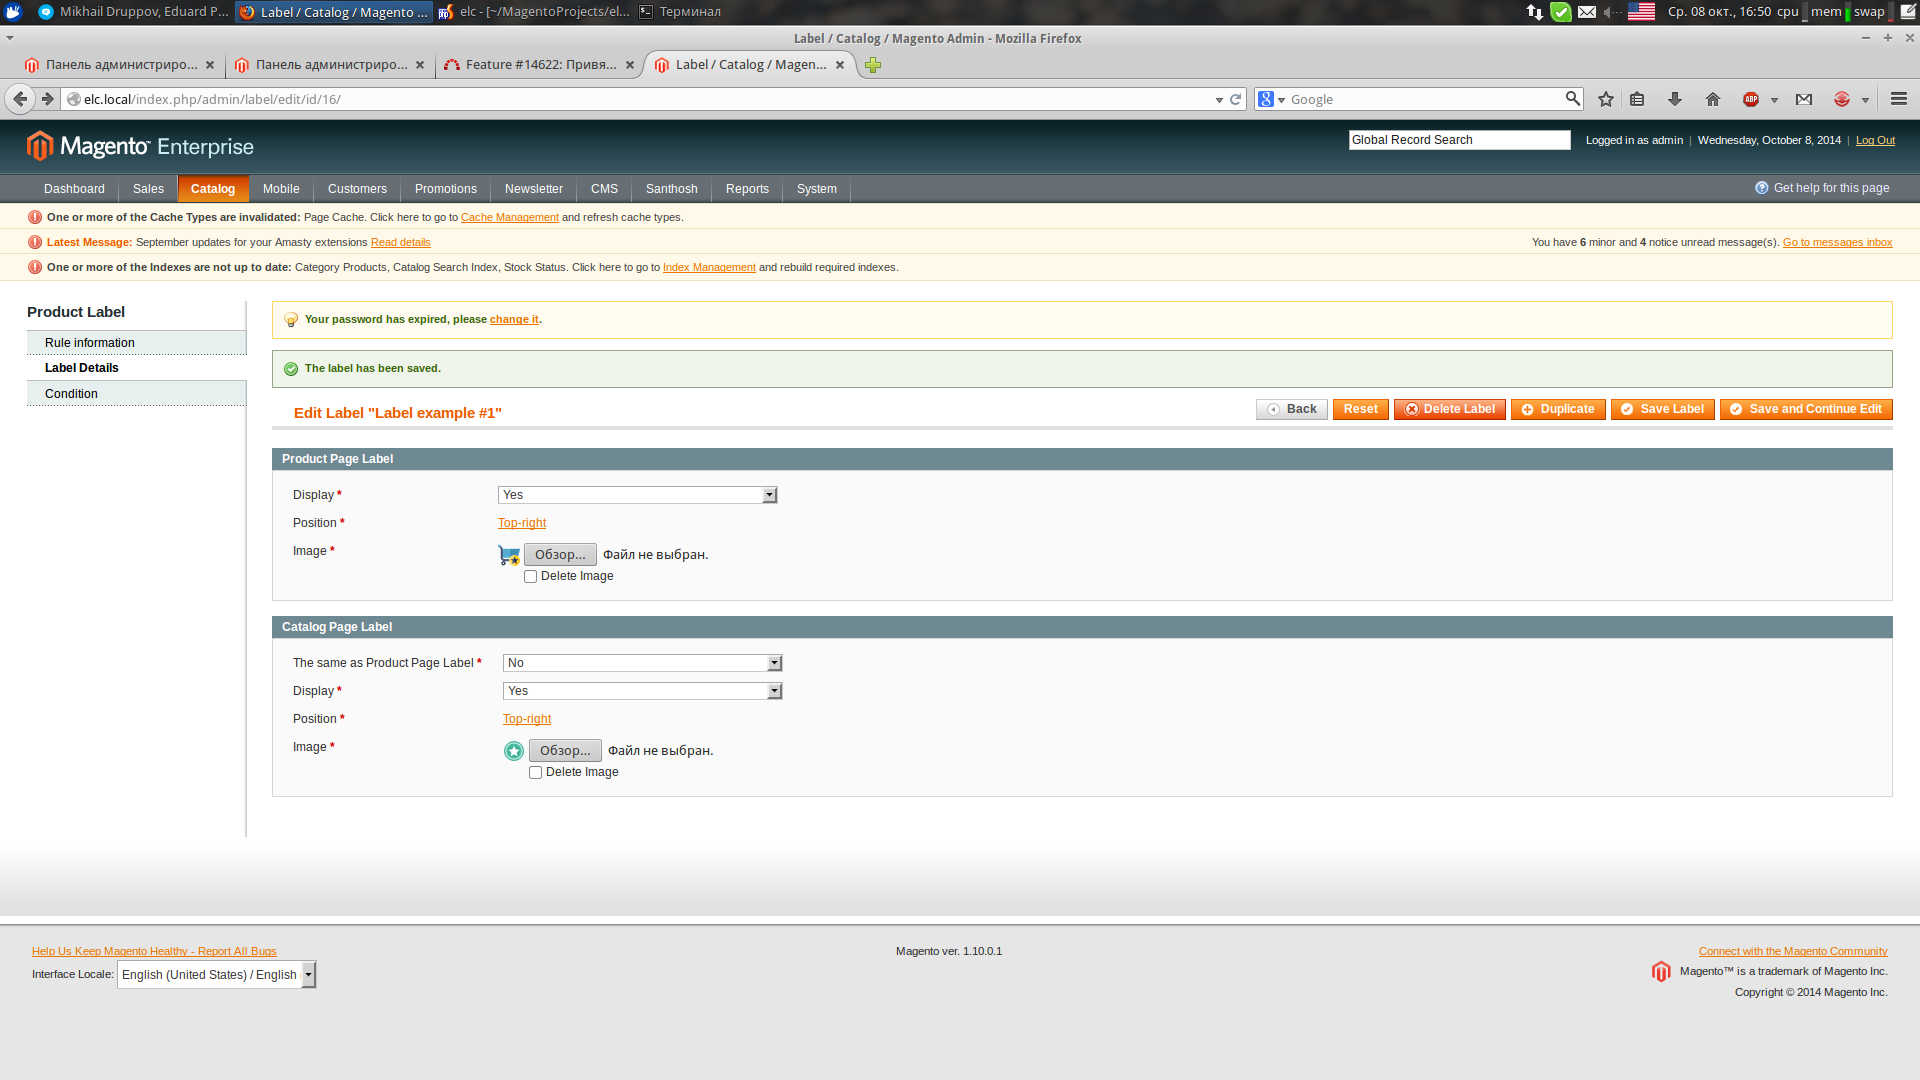 Mikhail Druppov, Eduard P...
Label / Catalog / Magento ...
elc - [~/MagentoProjects/el...
Терминал
Ср. 08 окт., 16:50 cpu mem swap
Label / Catalog / Magento Admin - Mozilla Firefox
Панель администриро...
Панель администриро...
Feature #14622: Привя...
Label / Catalog / Magen...
elc.local/index.php/admin/label/edit/id/16/
Google
ABP
Magento Enterprise
Global Record Search
Logged in as admin | Wednesday, October 8, 2014 | Log Out
Dashboard Sales Catalog Mobile Customers Promotions Newsletter CMS Santhosh Reports System
Get help for this page
One or more of the Cache Types are invalidated: Page Cache. Click here to go to Cache Management and refresh cache types.
Latest Message: September updates for your Amasty extensions Read details
You have 6 minor and 4 notice unread message(s). Go to messages inbox
One or more of the Indexes are not up to date: Category Products, Catalog Search Index, Stock Status. Click here to go to Index Management and rebuild required indexes.
Product Label
Rule information
Label Details
Condition
Your password has expired, please change it.
The label has been saved.
Edit Label "Label example #1"
Back Reset Delete Label Duplicate Save Label Save and Continue Edit
Product Page Label
Display * Yes
Position * Top-right
Image * Обзор... Файл не выбран.
Delete Image
Catalog Page Label
The same as Product Page Label * No
Display * Yes
Position * Top-right
Image * Обзор... Файл не выбран.
Delete Image
Help Us Keep Magento Healthy - Report All Bugs
Interface Locale: English (United States) / English
Magento ver. 1.10.0.1
Connect with the Magento Community
Magento™ is a trademark of Magento Inc.
Copyright © 2014 Magento Inc.